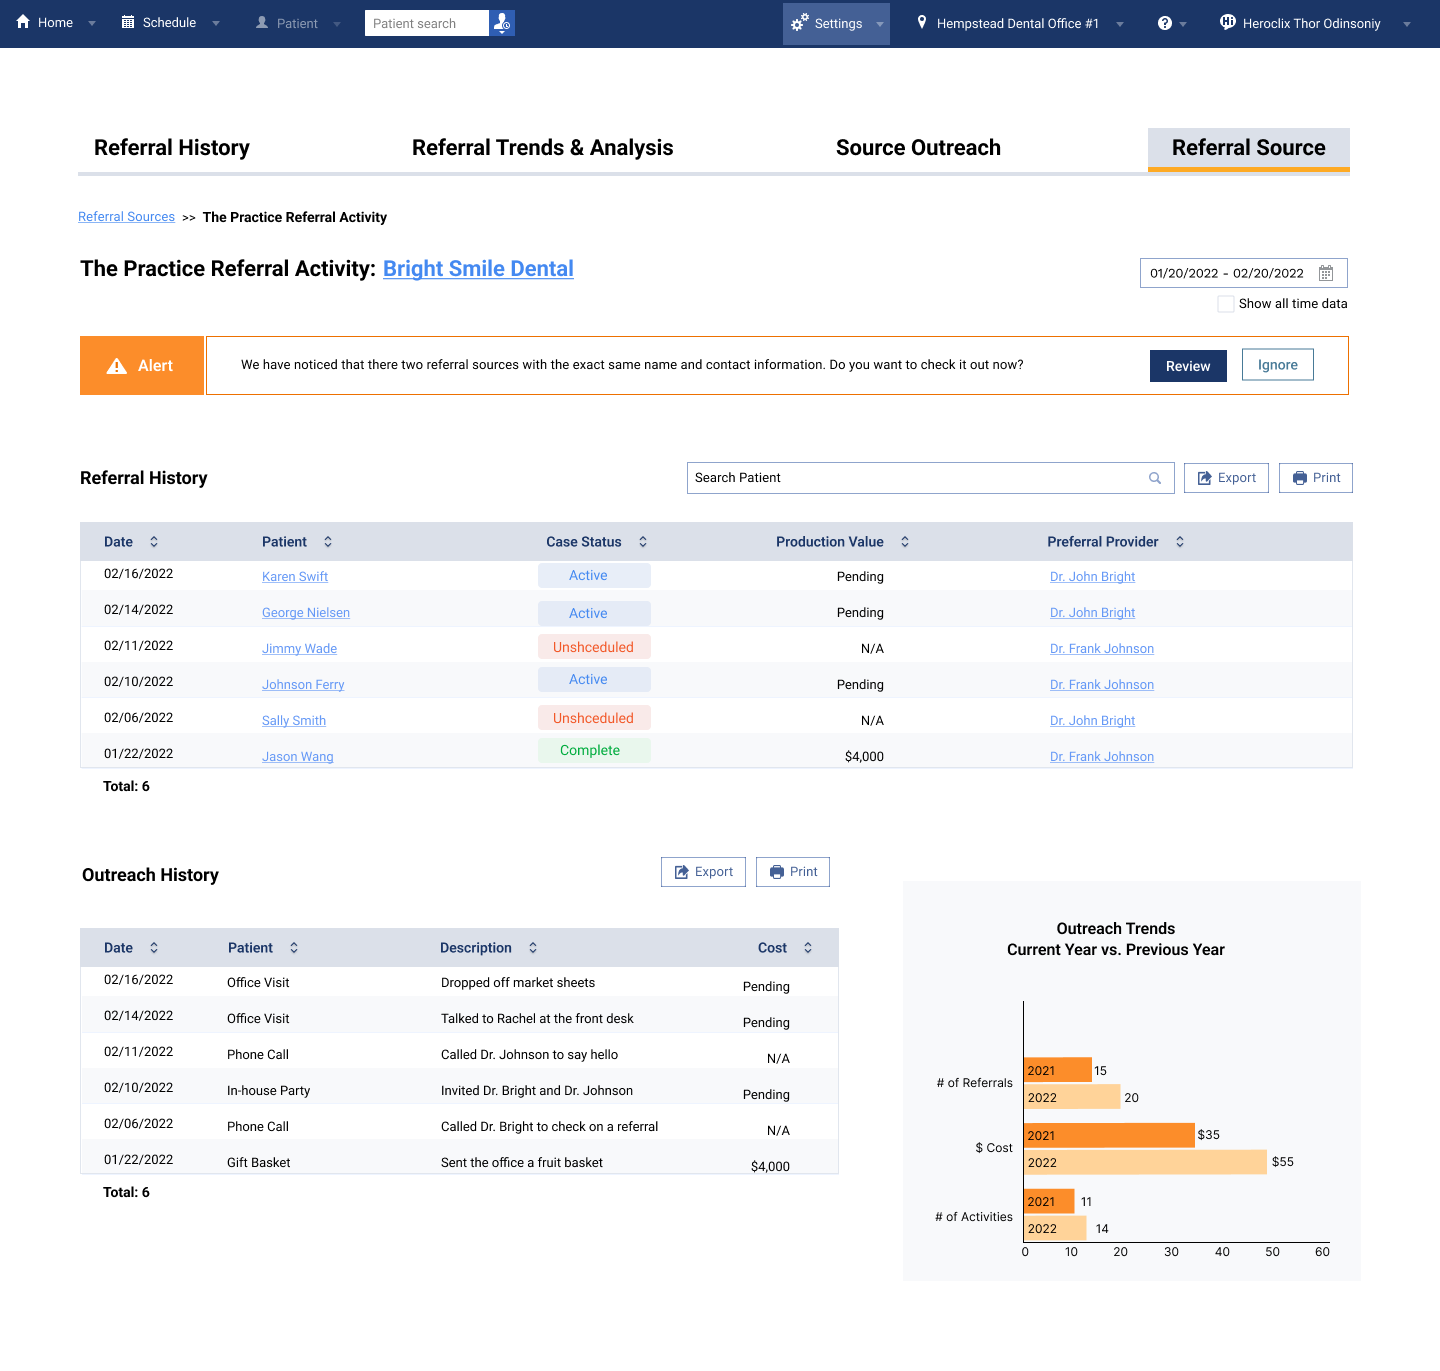 Home Schedule Patient Patient search Settings Hempstead Dental Office #1 ? Hi Heroclix Thor Odinsoniy
Referral History Referral Trends & Analysis Source Outreach Referral Source
Referral Sources >> The Practice Referral Activity
The Practice Referral Activity: Bright Smile Dental
01/20/2022 - 02/20/2022
Show all time data
Alert We have noticed that there two referral sources with the exact same name and contact information. Do you want to check it out now? Review Ignore
Referral History Search Patient Export Print
Date Patient Case Status Production Value Preferral Provider
02/16/2022 Karen Swift Active Pending Dr. John Bright
02/14/2022 George Nielsen Active Pending Dr. John Bright
02/11/2022 Jimmy Wade Unshceduled N/A Dr. Frank Johnson
02/10/2022 Johnson Ferry Active Pending Dr. Frank Johnson
02/06/2022 Sally Smith Unshceduled N/A Dr. John Bright
01/22/2022 Jason Wang Complete $4,000 Dr. Frank Johnson
Total: 6
Outreach History Export Print
Date Patient Description Cost
02/16/2022 Office Visit Dropped off market sheets Pending
02/14/2022 Office Visit Talked to Rachel at the front desk Pending
02/11/2022 Phone Call Called Dr. Johnson to say hello N/A
02/10/2022 In-house Party Invited Dr. Bright and Dr. Johnson Pending
02/06/2022 Phone Call Called Dr. Bright to check on a referral N/A
01/22/2022 Gift Basket Sent the office a fruit basket $4,000
Total: 6
Outreach Trends
Current Year vs. Previous Year
# of Referrals
2021 15
2022 20
$ Cost
2021 $35
2022 $55
# of Activities
2021 11
2022 14
0 10 20 30 40 50 60